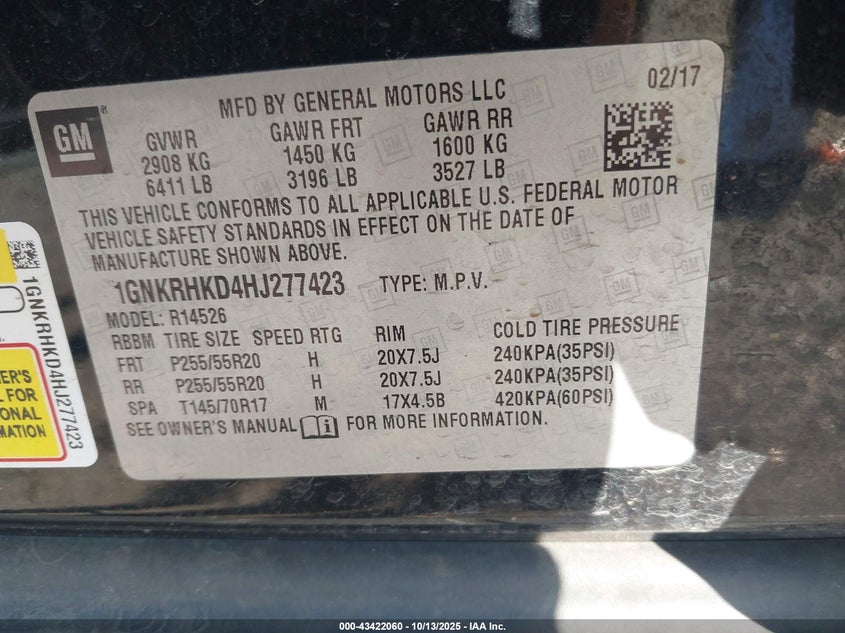 MFD BY GENERAL MOTORS LLC
02/17
GM
GVWR GAWR FRT GAWR RR
2908 KG 1450 KG 1600 KG
6411 LB 3196 LB 3527 LB
THIS VEHICLE CONFORMS TO ALL APPLICABLE U.S. FEDERAL MOTOR
VEHICLE SAFETY STANDARDS IN EFFECT ON THE DATE OF
MANUFACTURE SHOWN ABOVE.
1GNKRHKD4HJ277423 TYPE: M.P.V.
MODEL: R14526
RBBM TIRE SIZE SPEED RTG RIM COLD TIRE PRESSURE
FRT P255/55R20 H 20X7.5J 240KPA(35PSI)
RR P255/55R20 H 20X7.5J 240KPA(35PSI)
SPA T145/70R17 M 17X4.5B 420KPA(60PSI)
SEE OWNER'S MANUAL FOR MORE INFORMATION.
1GNKRHKD4HJ277423
ER'S
FOR
ONAL
MATION
000-43422060 - 10/13/2025 - IAA Inc.